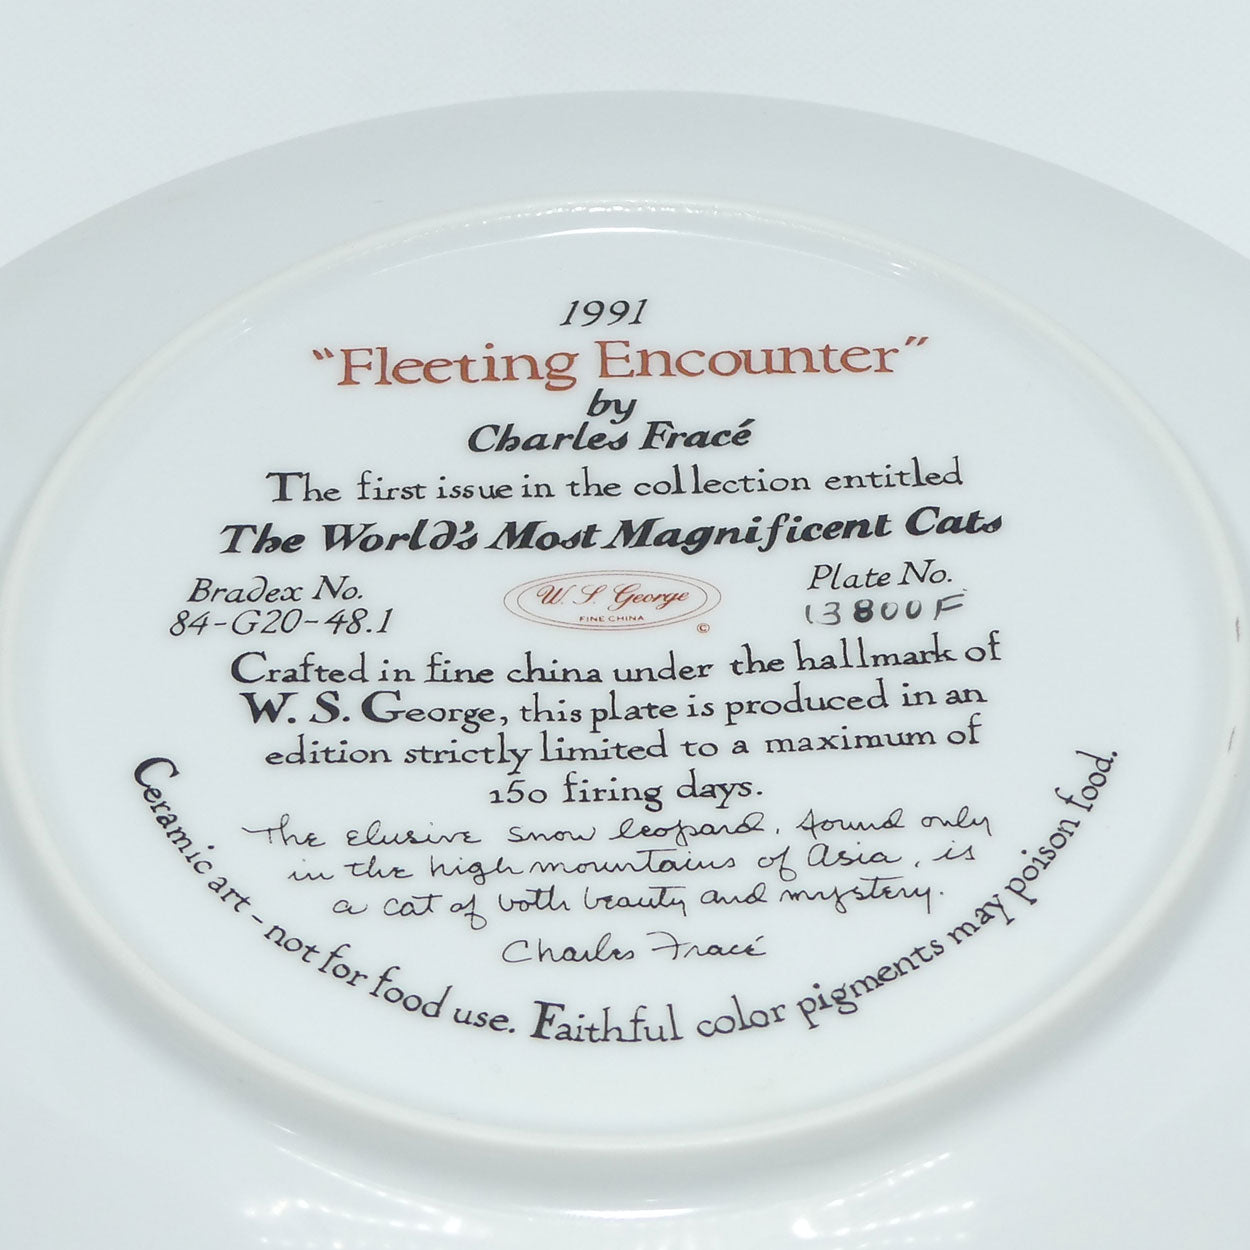 1991
“Fleeting Encounter”
by
Charles Fracé
The first issue in the collection entitled
The World's Most Magnificent Cats
Bradex No.
84-G20-48.1
W. S. George
FINE CHINA
©
Plate No.
13800F
Crafted in fine china under the hallmark of
W. S. George, this plate is produced in an
edition strictly limited to a maximum of
150 firing days.
The elusive snow leopard, found only
in the high mountains of Asia, is
a cat of both beauty and mystery.
Charles Fracé
Ceramic art - not for food use. Faithful color pigments may poison food.